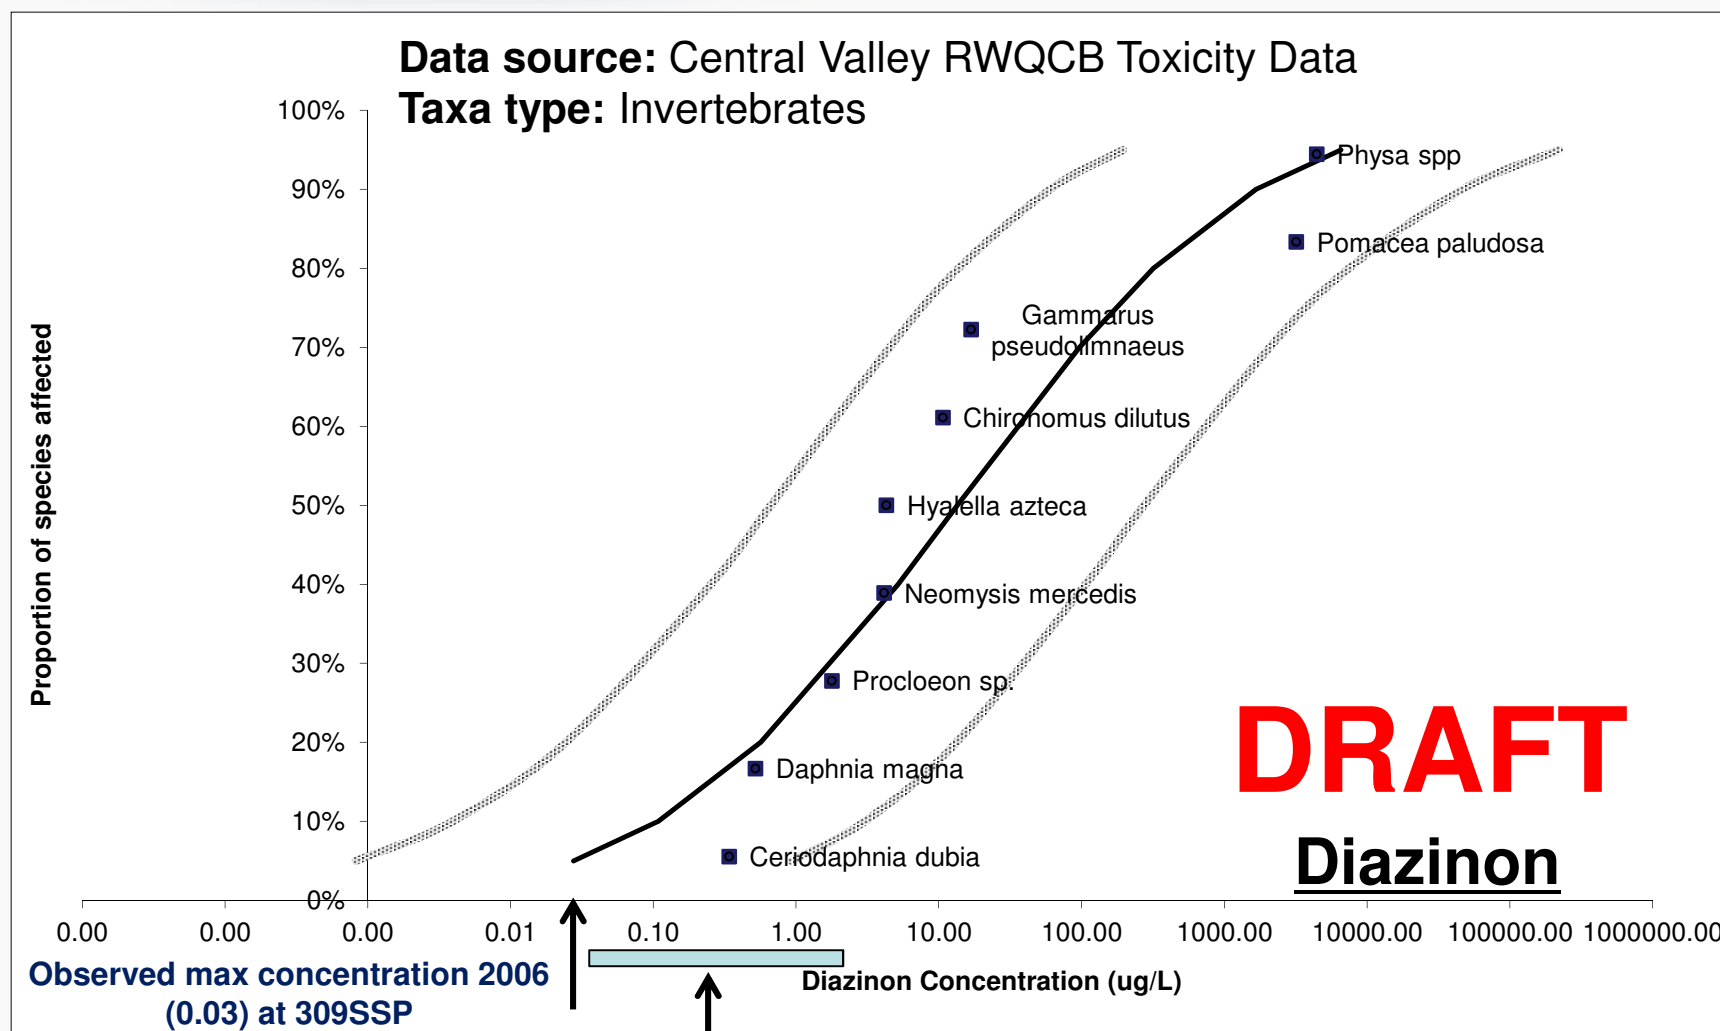 Data source: Central Valley RWQCB Toxicity Data
Taxa type: Invertebrates
100%
90%
80%
70%
60%
50%
40%
30%
20%
10%
0%
Proportion of species affected
Physa spp
Pomacea paludosa
Gammarus
pseudolimnaeus
Chironomus dilutus
Hyalella azteca
Neomysis mercedis
Procloeon sp.
Daphnia magna
Ceriodaphnia dubia
DRAFT
Diazinon
0.00 0.00 0.00 0.01 0.10 1.00 10.00 100.00 1000.00 10000.00 100000.00 1000000.00
Diazinon Concentration (ug/L)
Observed max concentration 2006
(0.03) at 309SSP